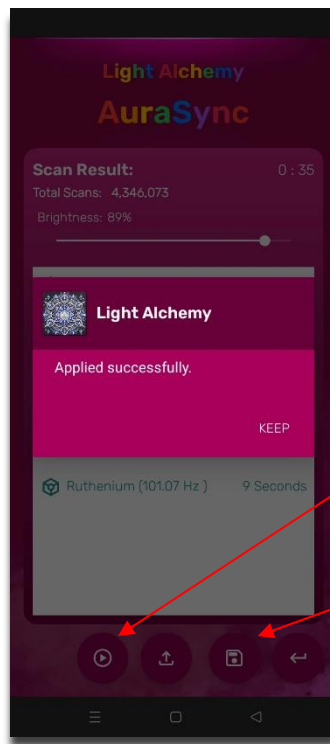 Light Alchemy
AuraSync
Scan Result: 0 : 35
Total Scans: 4,346,073
Brightness: 89%
Light Alchemy
Applied successfully.
KEEP
Ruthenium (101.07 Hz ) 9 Seconds